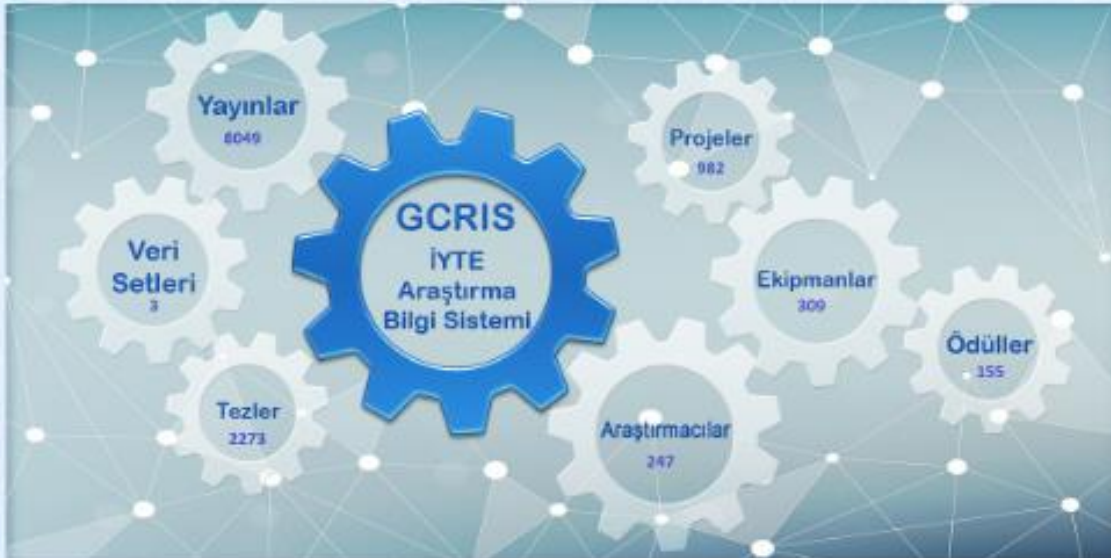 Yayınlar
8049
Projeler
982
GCRIS
İYTE
Araştırma
Bilgi Sistemi
Veri
Setleri
3
Ekipmanlar
309
Ödüller
155
Tezler
2273
Araştırmacılar
247